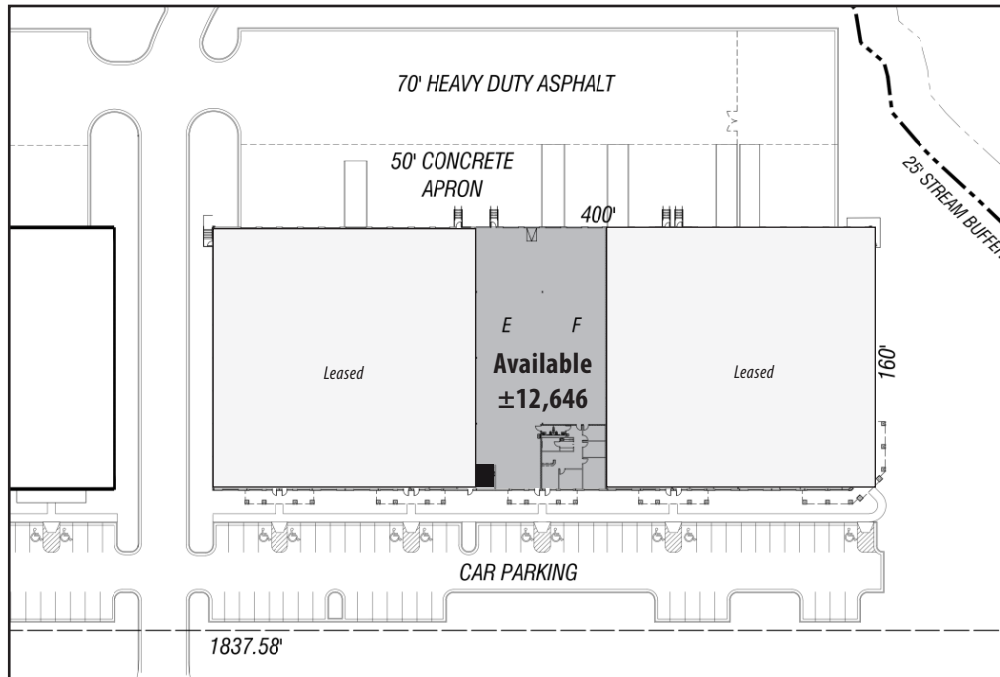 70' HEAVY DUTY ASPHALT
50' CONCRETE
APRON
400'
25' STREAM BUFFER
E F
Available
±12,646
Leased
Leased
160'
CAR PARKING
1837.58'